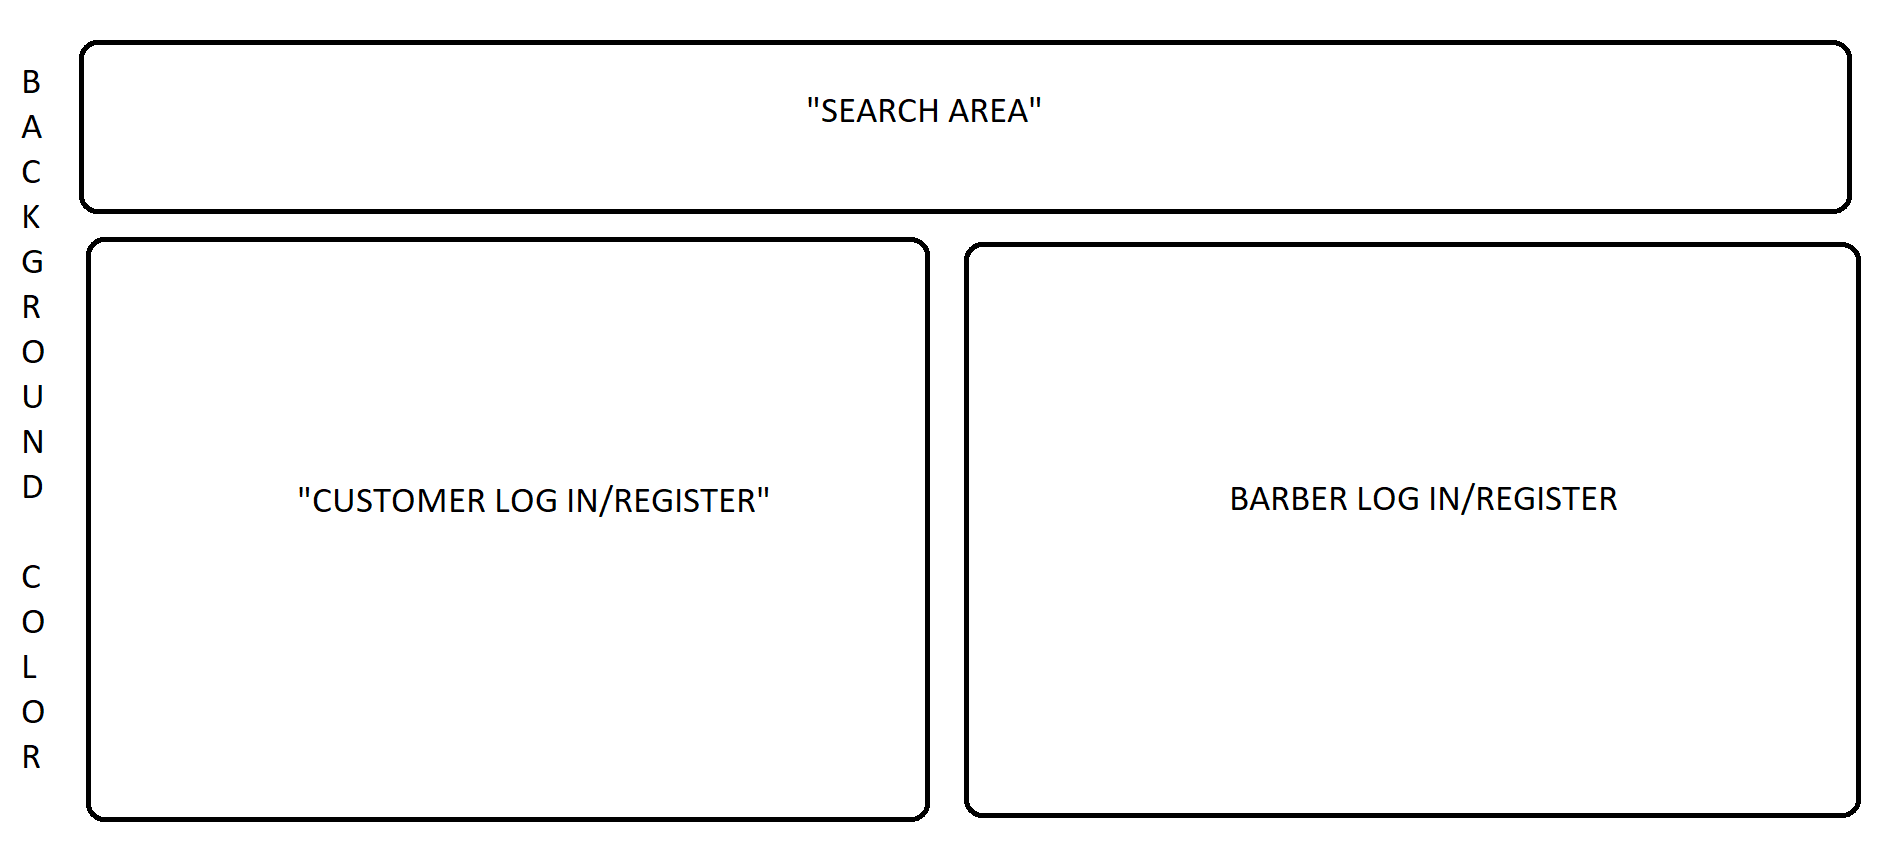 B
A
C
K
G
R
O
U
N
D
C
O
L
O
R
"SEARCH AREA"
"CUSTOMER LOG IN/REGISTER"
BARBER LOG IN/REGISTER